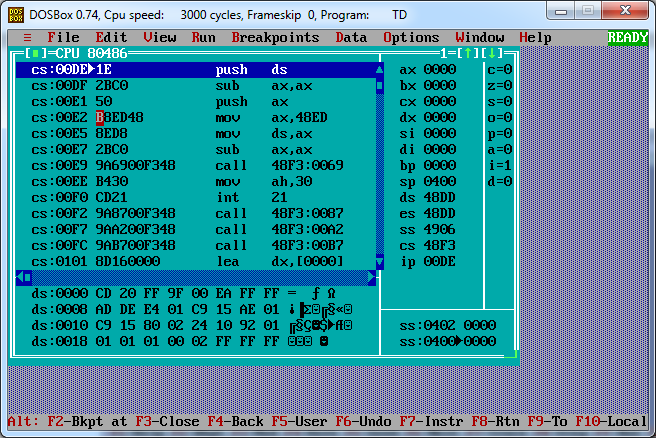 DOSBox 0.74, Cpu speed: 3000 cycles, Frameskip 0, Program: TD
≡ File Edit View Run Breakpoints Data Options Window Help READY
[■]=CPU 80486 1=[↑][↓]
cs:00DE►1E push ds ax 0000 c=0
cs:00DF 2BC0 sub ax,ax bx 0000 z=0
cs:00E1 50 push ax cx 0000 s=0
cs:00E2 B8ED48 mov ax,48ED dx 0000 o=0
cs:00E5 8ED8 mov ds,ax si 0000 p=0
cs:00E7 2BC0 sub ax,ax di 0000 a=0
cs:00E9 9A6900F348 call 48F3:0069 bp 0000 i=1
cs:00EE B430 mov ah,30 sp 0400 d=0
cs:00F0 CD21 int 21 ds 48DD
cs:00F2 9A8700F348 call 48F3:0087 es 48DD
cs:00F7 9AA200F348 call 48F3:00A2 ss 4906
cs:00FC 9AB700F348 call 48F3:00B7 cs 48F3
cs:0101 8D160000 lea dx,[0000] ip 00DE
ds:0000 CD 20 FF 9F 00 EA FF FF = ƒ Ω
ds:0008 AD DE E4 01 C9 15 AE 01 ¡▐Σ☺╔§«☺
ds:0010 C9 15 80 02 24 10 92 01 ╔§Ç☻$►Æ☺ ss:0402 0000
ds:0018 01 01 01 00 02 FF FF FF ☺☺☺ ☻ ss:0400►0000
Alt: F2-Bkpt at F3-Close F4-Back F5-User F6-Undo F7-Instr F8-Rtn F9-To F10-Local